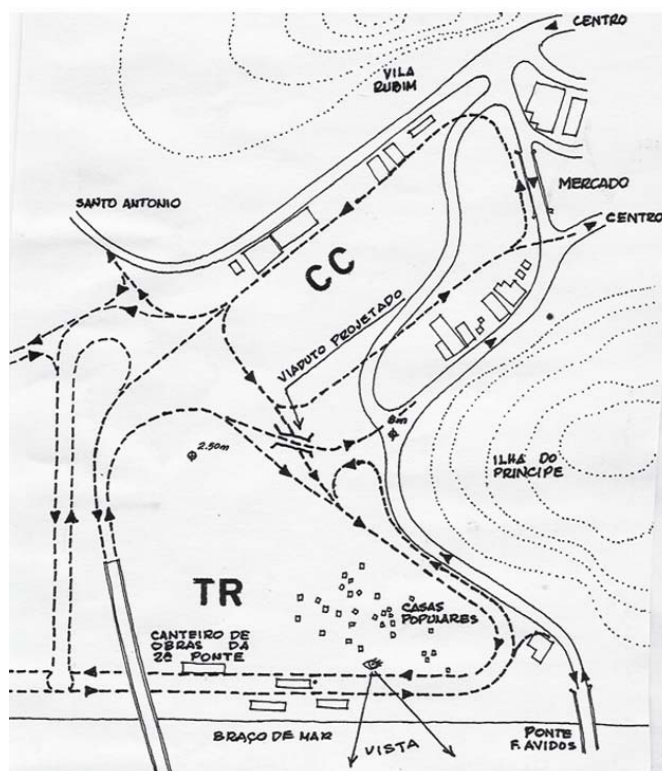 CENTRO
VILA
RUBIM
SANTO ANTONIO
MERCADO
CENTRO
CC
VIADUTO PROJETADO
8m
2.50m
ILHA DO
PRINCIPE
TR
CASAS
POPULARES
CANTEIRO DE
OBRAS DA
2ª PONTE
BRAÇO DE MAR
VISTA
PONTE
F. AVIDOS